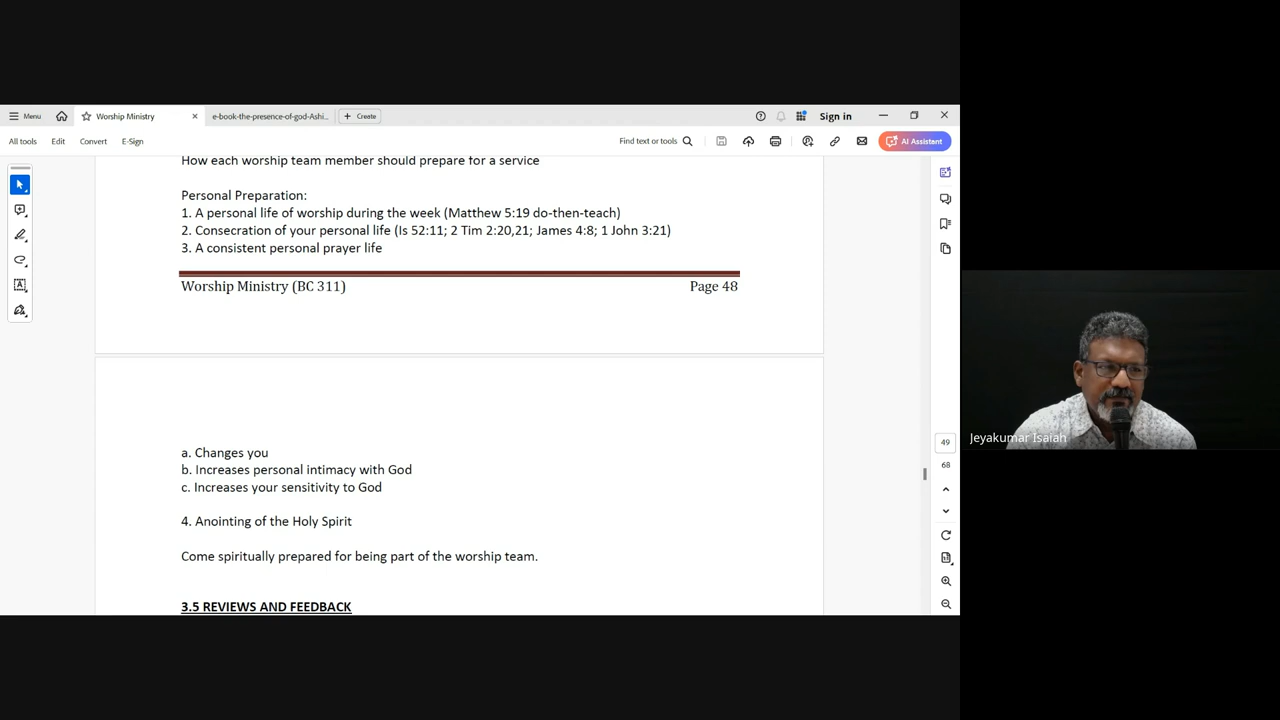 Menu
Worship Ministry
e-book-the-presence-of-god-Ashi...
Create
Sign in
All tools
Edit
Convert
E-Sign
Find text or tools
AI Assistant
How each worship team member should prepare for a service
Personal Preparation:
1. A personal life of worship during the week (Matthew 5:19 do-then-teach)
2. Consecration of your personal life (Is 52:11; 2 Tim 2:20,21; James 4:8; 1 John 3:21)
3. A consistent personal prayer life
Worship Ministry (BC 311) Page 48
a. Changes you
b. Increases personal intimacy with God
c. Increases your sensitivity to God
4. Anointing of the Holy Spirit
Come spiritually prepared for being part of the worship team.
3.5 REVIEWS AND FEEDBACK
49
68
Jeyakumar Isaiah